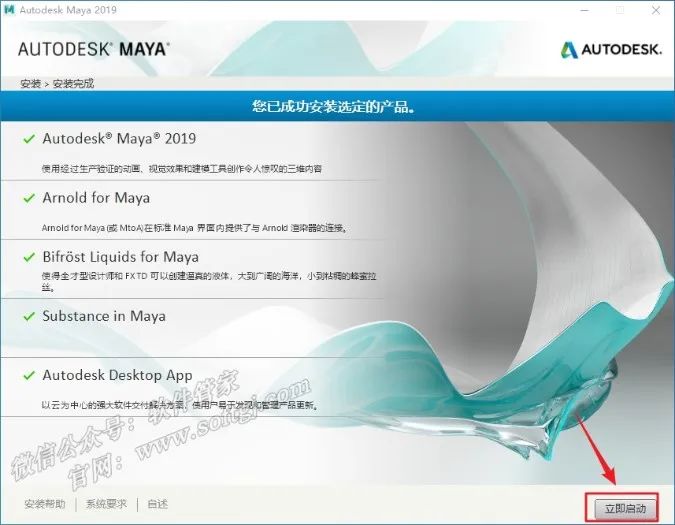 Autodesk Maya 2019
AUTODESK® MAYA®
AUTODESK.
安装 > 安装完成
您已成功安装选定的产品。
Autodesk® Maya® 2019
使用经过生产验证的动画、视觉效果和建模工具创作令人惊叹的三维内容
Arnold for Maya
Arnold for Maya (或 MtoA)在标准 Maya 界面内提供了与 Arnold 渲染器的连接。
Bifröst Liquids for Maya
使得全才型设计师和 FX TD 可以创建逼真的液体，大到广阔的海洋，小到粘稠的蜂蜜拉
丝。
Substance in Maya
Autodesk Desktop App
以云为中心的强大软件交付解决方案，使用户易于发现和管理产品更新。
微信公众号：软件管家
官网：www.softgj.com
安装帮助 | 系统要求 | 自述
立即启动